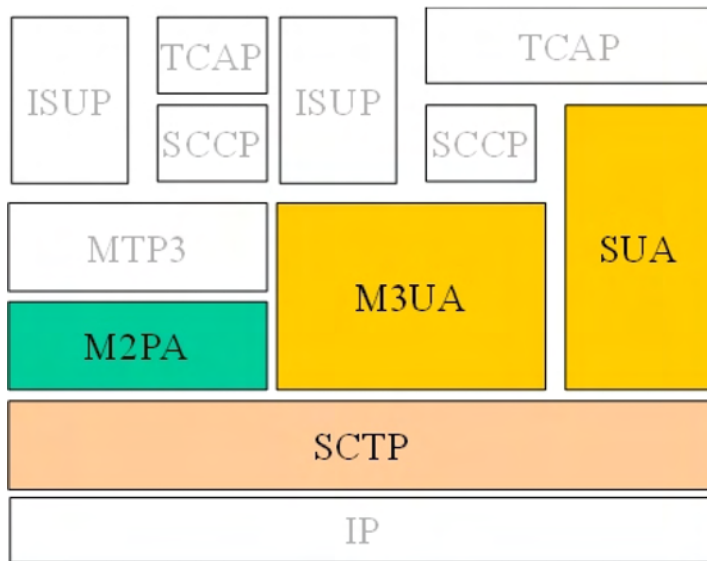 TCAP
TCAP
ISUP
ISUP
SCCP
SCCP
MTP3
SUA
M3UA
M2PA
SCTP
IP